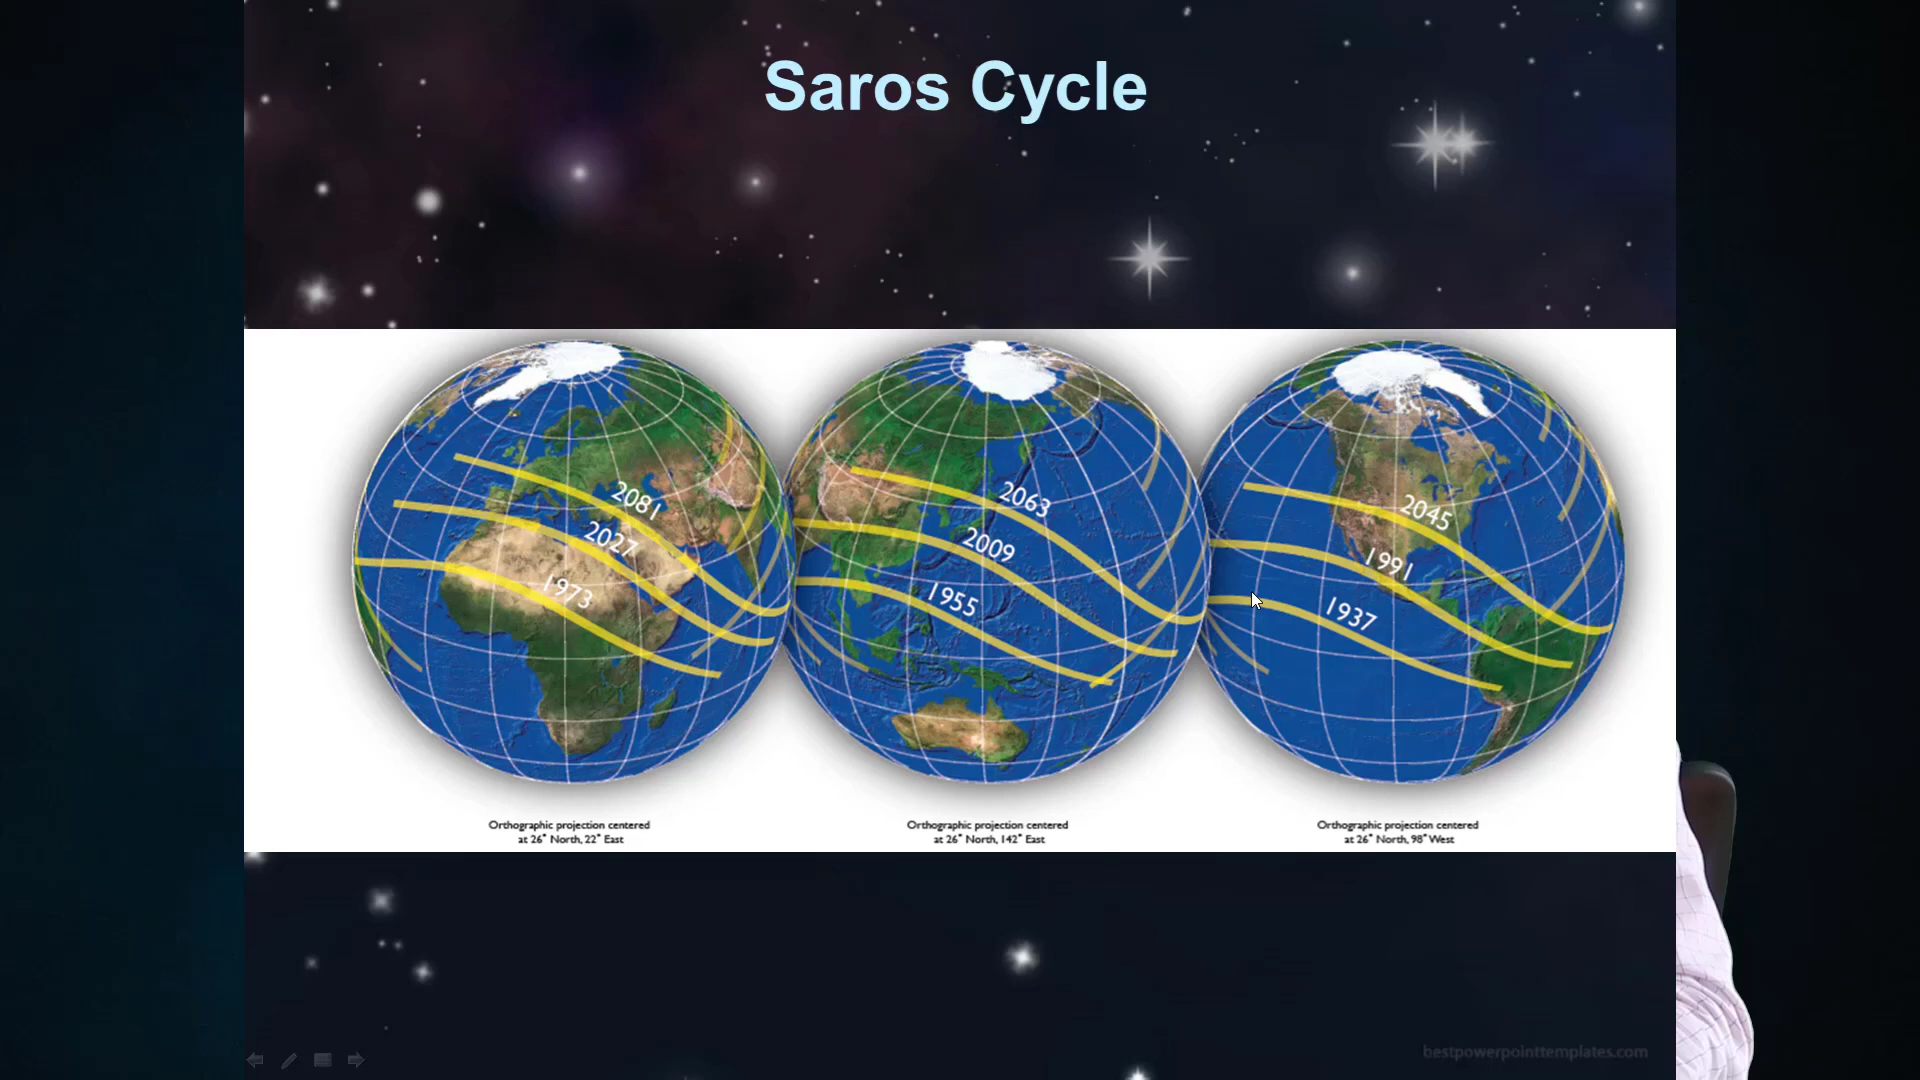 Saros Cycle
2081
2027
1973
2063
2009
1955
2045
1991
1937
Orthographic projection centered
at 26° North, 22° East
Orthographic projection centered
at 26° North, 142° East
Orthographic projection centered
at 26° North, 98° West
bestpowerpointtemplates.com